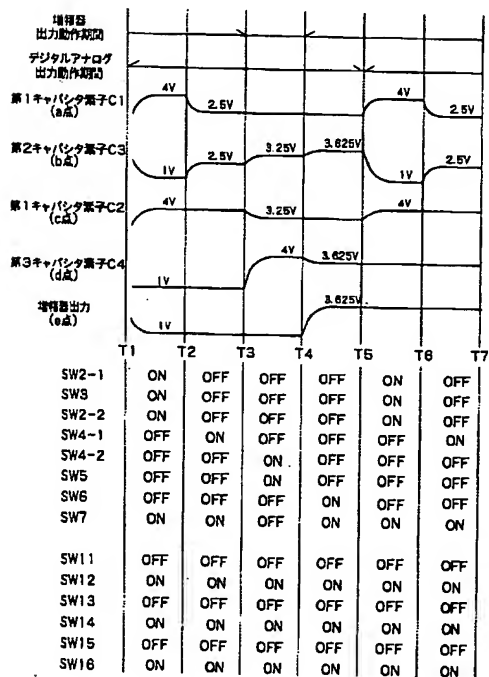 増幅器
出力動作期間
デジタルアナログ
出力動作期間
第1キャパシタ素子C1
(a点)
4V 2.5V 4V 2.5V
第2キャパシタ素子C3
(b点)
1V 2.5V 3.25V 3.625V 1V 2.5V
第1キャパシタ素子C2
(c点)
4V 3.25V 4V
第3キャパシタ素子C4
(d点)
1V 4V 3.625V
増幅器出力
(e点)
1V 3.625V
T1 T2 T3 T4 T5 T6 T7
SW2-1 ON OFF OFF OFF ON OFF
SW3 ON OFF OFF OFF ON OFF
SW2-2 ON OFF OFF OFF ON OFF
SW4-1 OFF ON OFF OFF OFF ON
SW4-2 OFF OFF ON OFF OFF OFF
SW5 OFF OFF ON OFF OFF OFF
SW6 OFF OFF OFF ON OFF OFF
SW7 ON ON OFF ON ON ON
SW11 OFF OFF OFF OFF OFF OFF
SW12 ON ON ON ON ON ON
SW13 OFF OFF OFF OFF OFF OFF
SW14 ON ON ON ON ON ON
SW15 OFF OFF OFF OFF OFF OFF
SW16 ON ON ON ON ON ON